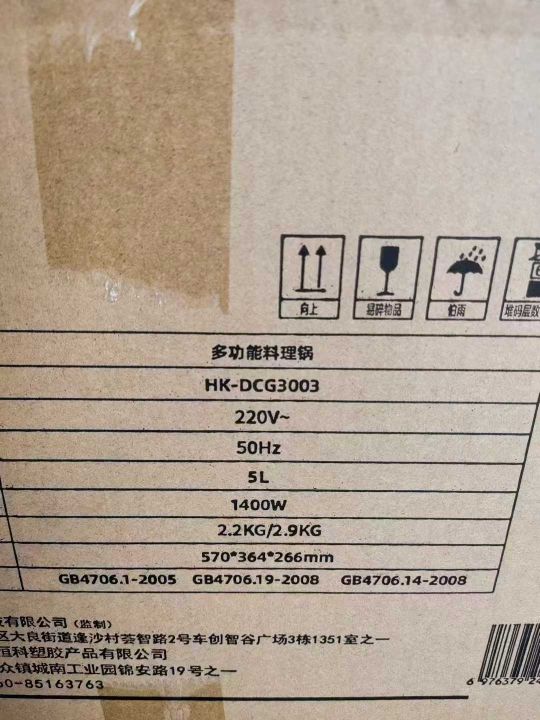 向上 易碎物品 怕雨 堆码层数
多功能料理锅
HK-DCG3003
220V~
50Hz
5L
1400W
2.2KG/2.9KG
570*364*266mm
GB4706.1-2005 GB4706.19-2008 GB4706.14-2008
有限公司（监制）
区大良街道逢沙村荟智路2号车创智谷广场3栋1351室之一
恒科塑胶产品有限公司
众镇城南工业园锦安路19号之一
60-85163763
6 976379 24